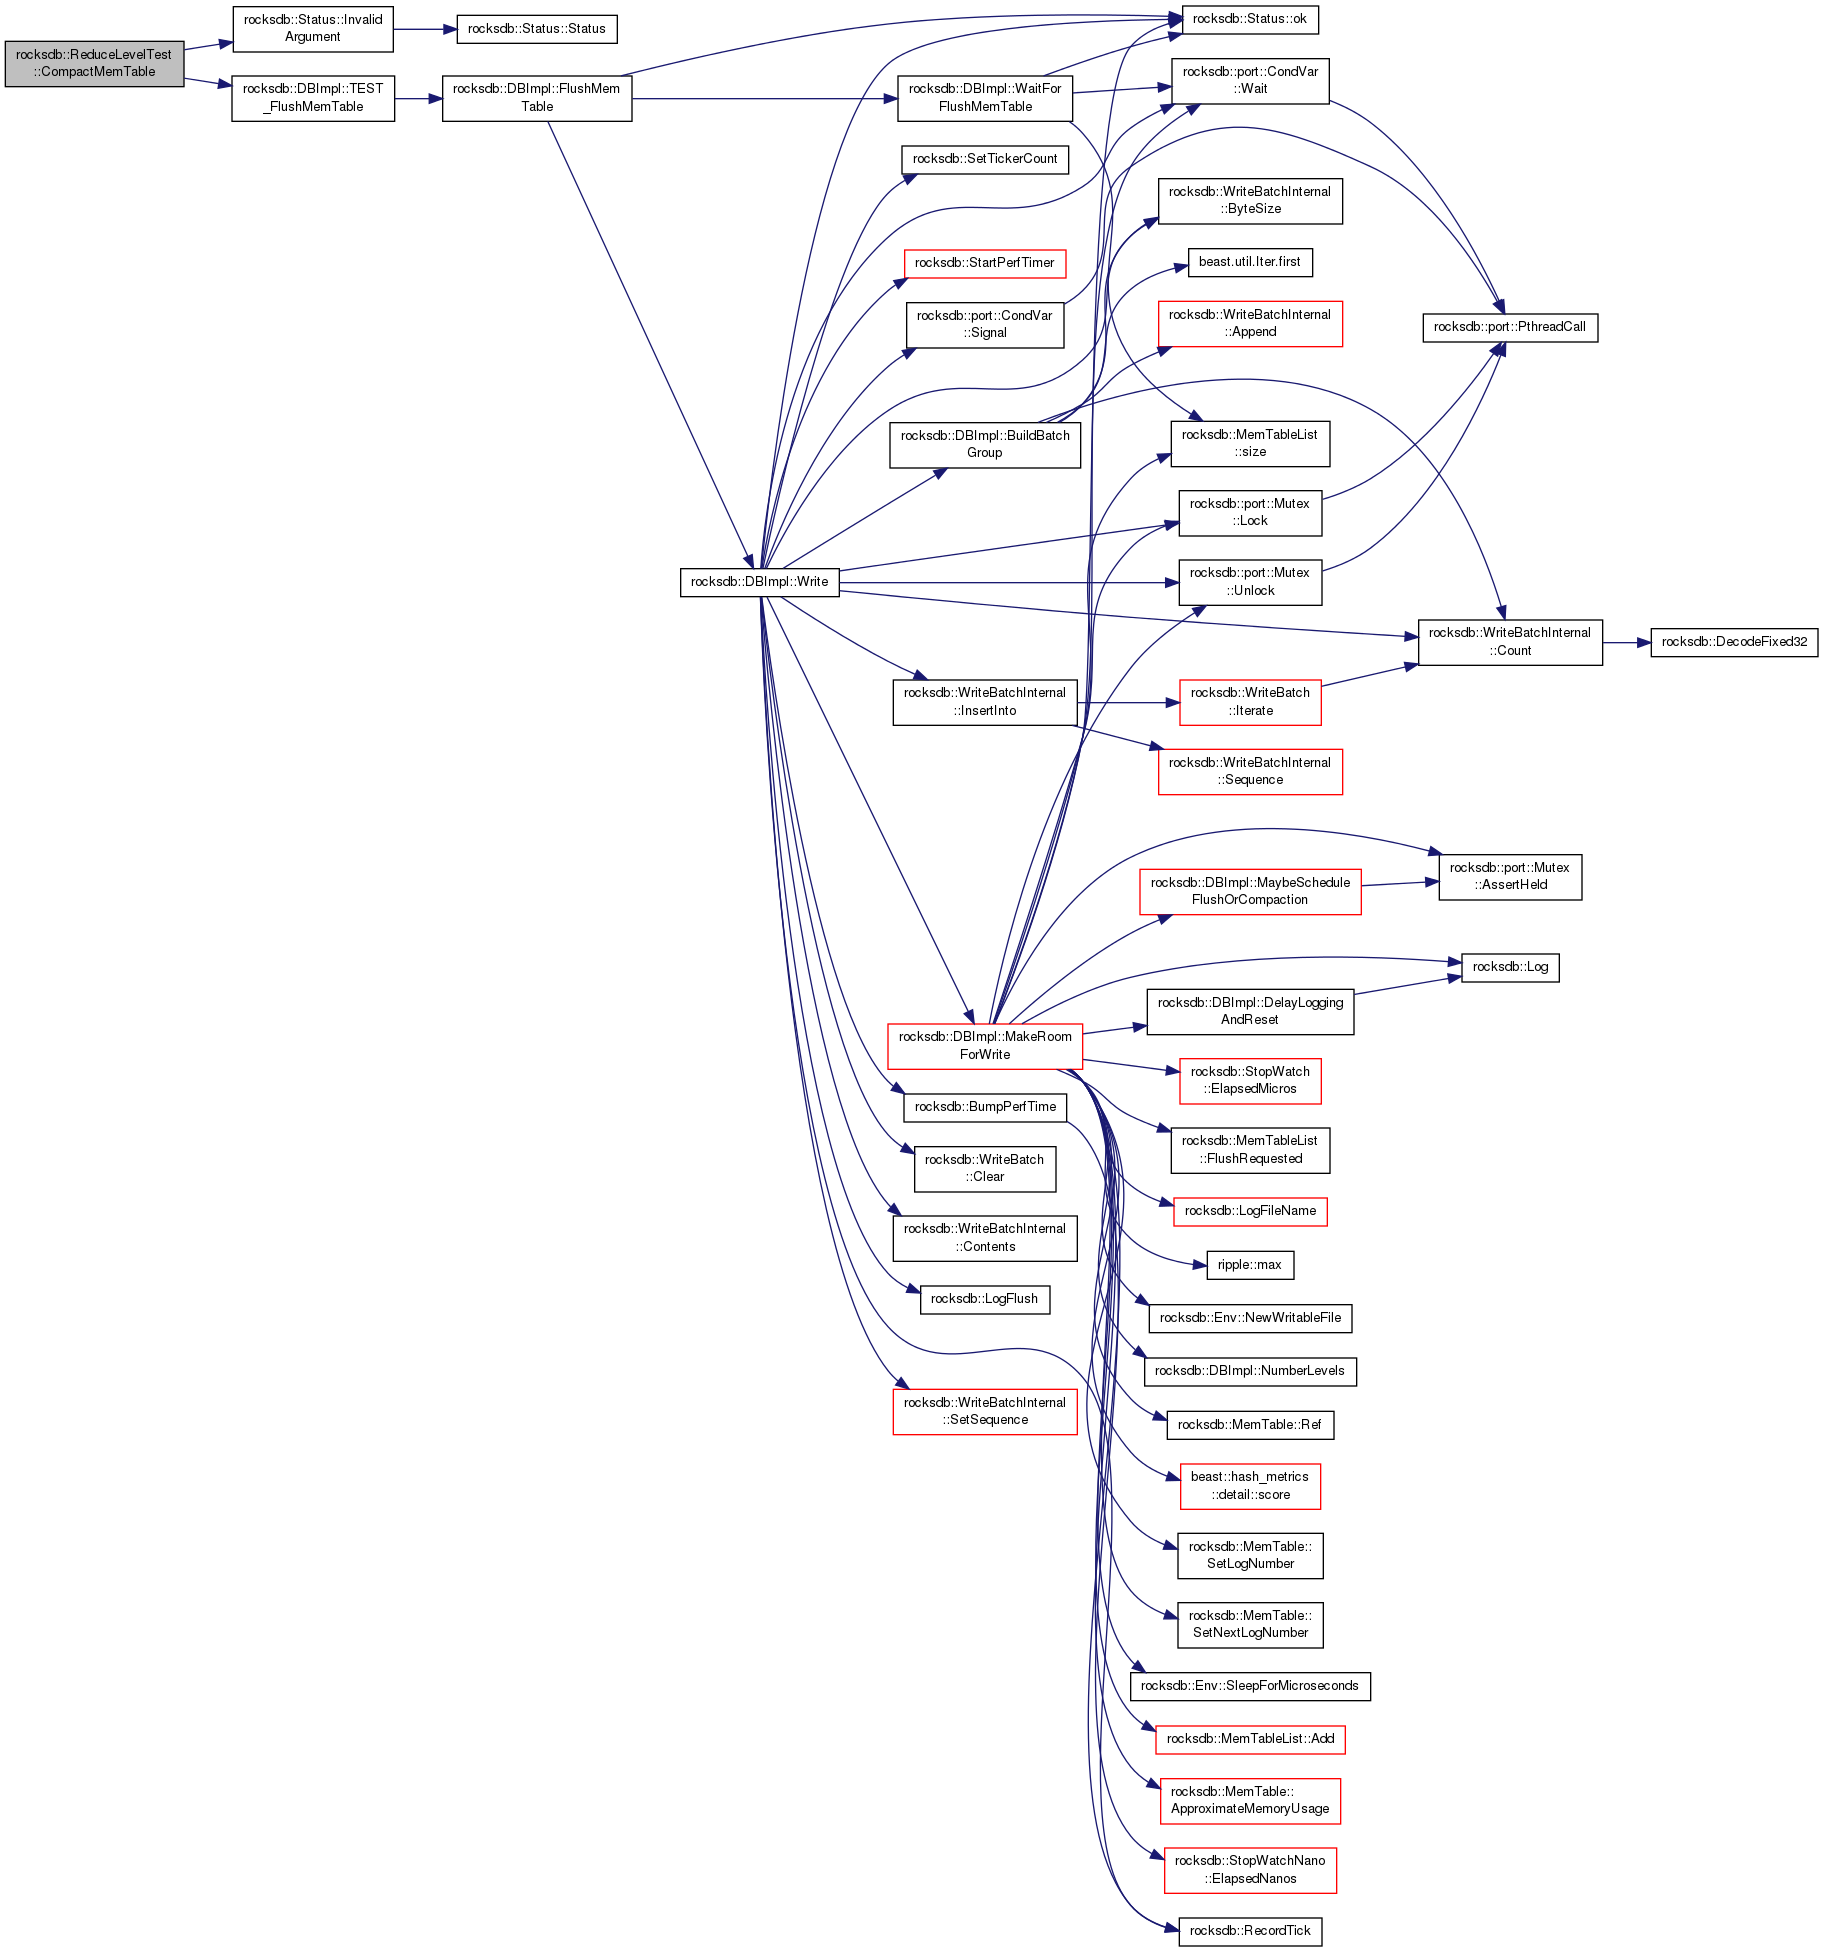 rocksdb::ReduceLevelTest
::CompactMemTable
rocksdb::Status::Invalid
Argument
rocksdb::Status::Status
rocksdb::DBImpl::TEST
_FlushMemTable
rocksdb::DBImpl::FlushMem
Table
rocksdb::DBImpl::Write
rocksdb::DBImpl::WaitFor
FlushMemTable
rocksdb::SetTickerCount
rocksdb::StartPerfTimer
rocksdb::port::CondVar
::Signal
rocksdb::DBImpl::BuildBatch
Group
rocksdb::WriteBatchInternal
::InsertInto
rocksdb::DBImpl::MakeRoom
ForWrite
rocksdb::BumpPerfTime
rocksdb::WriteBatch
::Clear
rocksdb::WriteBatchInternal
::Contents
rocksdb::LogFlush
rocksdb::WriteBatchInternal
::SetSequence
rocksdb::Status::ok
rocksdb::port::CondVar
::Wait
rocksdb::WriteBatchInternal
::ByteSize
beast.util.Iter.first
rocksdb::WriteBatchInternal
::Append
rocksdb::MemTableList
::size
rocksdb::port::Mutex
::Lock
rocksdb::port::Mutex
::Unlock
rocksdb::WriteBatch
::Iterate
rocksdb::WriteBatchInternal
::Sequence
rocksdb::DBImpl::MaybeSchedule
FlushOrCompaction
rocksdb::DBImpl::DelayLogging
AndReset
rocksdb::StopWatch
::ElapsedMicros
rocksdb::MemTableList
::FlushRequested
rocksdb::LogFileName
ripple::max
rocksdb::Env::NewWritableFile
rocksdb::DBImpl::NumberLevels
rocksdb::MemTable::Ref
beast::hash_metrics
::detail::score
rocksdb::MemTable::
SetLogNumber
rocksdb::MemTable::
SetNextLogNumber
rocksdb::Env::SleepForMicroseconds
rocksdb::MemTableList::Add
rocksdb::MemTable::
ApproximateMemoryUsage
rocksdb::StopWatchNano
::ElapsedNanos
rocksdb::RecordTick
rocksdb::port::PthreadCall
rocksdb::WriteBatchInternal
::Count
rocksdb::DecodeFixed32
rocksdb::port::Mutex
::AssertHeld
rocksdb::Log